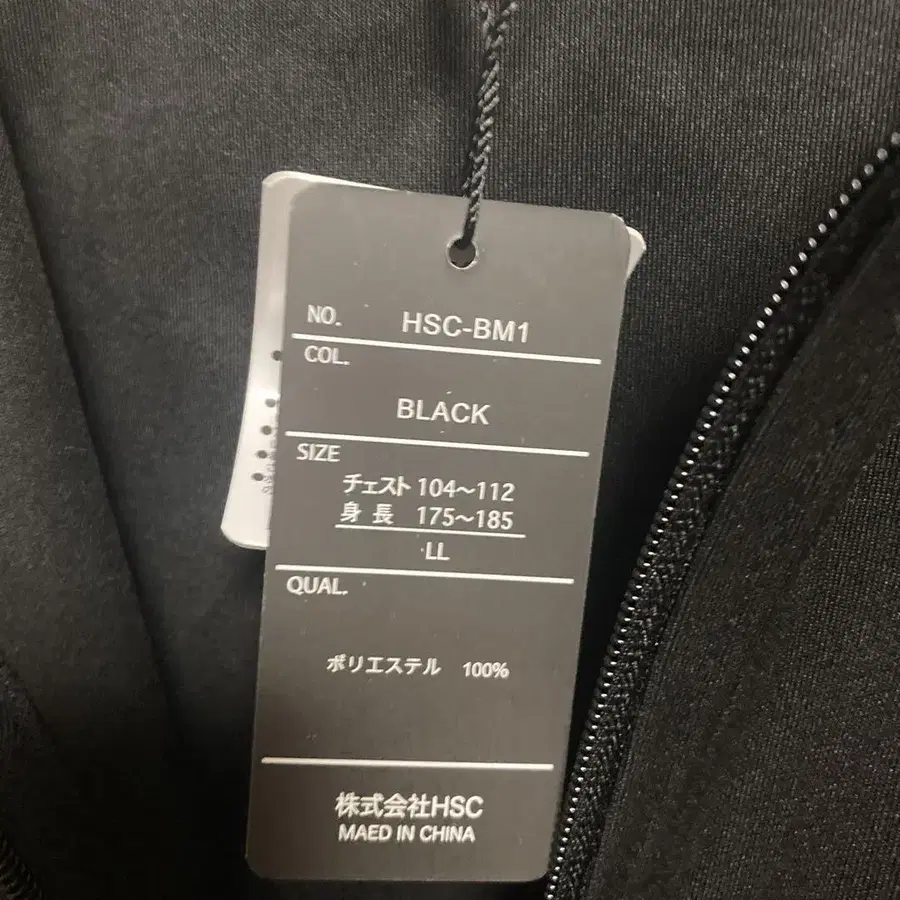 NO. HSC-BM1
COL.
BLACK
SIZE
チェスト 104〜112
身長 175〜185
LL
QUAL.
ポリエステル 100%
株式会社HSC
MAED IN CHINA